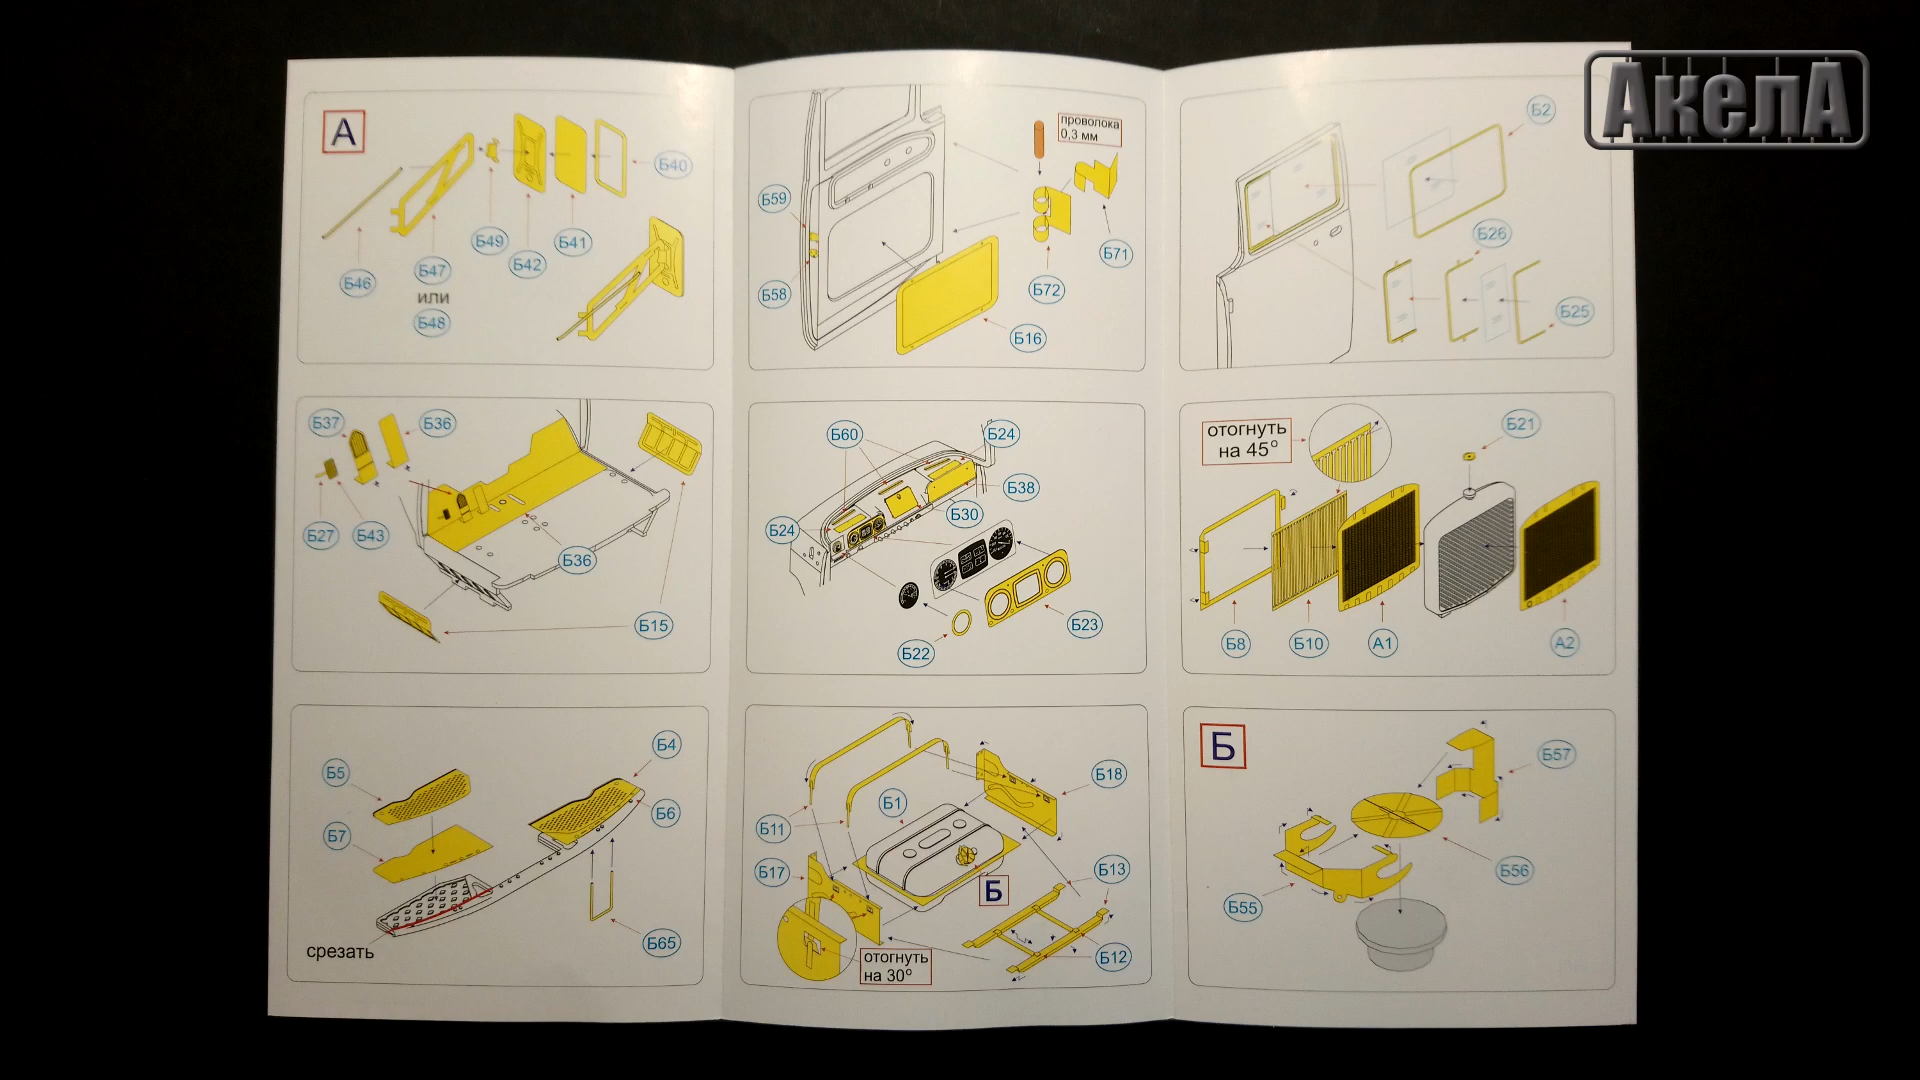 АкелА
А
Б40
Б49
Б41
Б42
Б47
Б46
или
Б48
проволока
0,3 мм
Б59
Б58
Б71
Б72
Б16
Б2
Б26
Б25
Б37
Б36
Б27
Б43
Б36
Б15
Б60
Б24
Б38
Б30
Б24
Б23
Б22
отогнуть
на 45°
Б21
Б8
Б10
А1
А2
Б4
Б5
Б6
Б7
Б65
срезать
Б18
Б1
Б11
Б17
Б13
Б
Б12
отогнуть
на 30°
Б
Б57
Б56
Б55